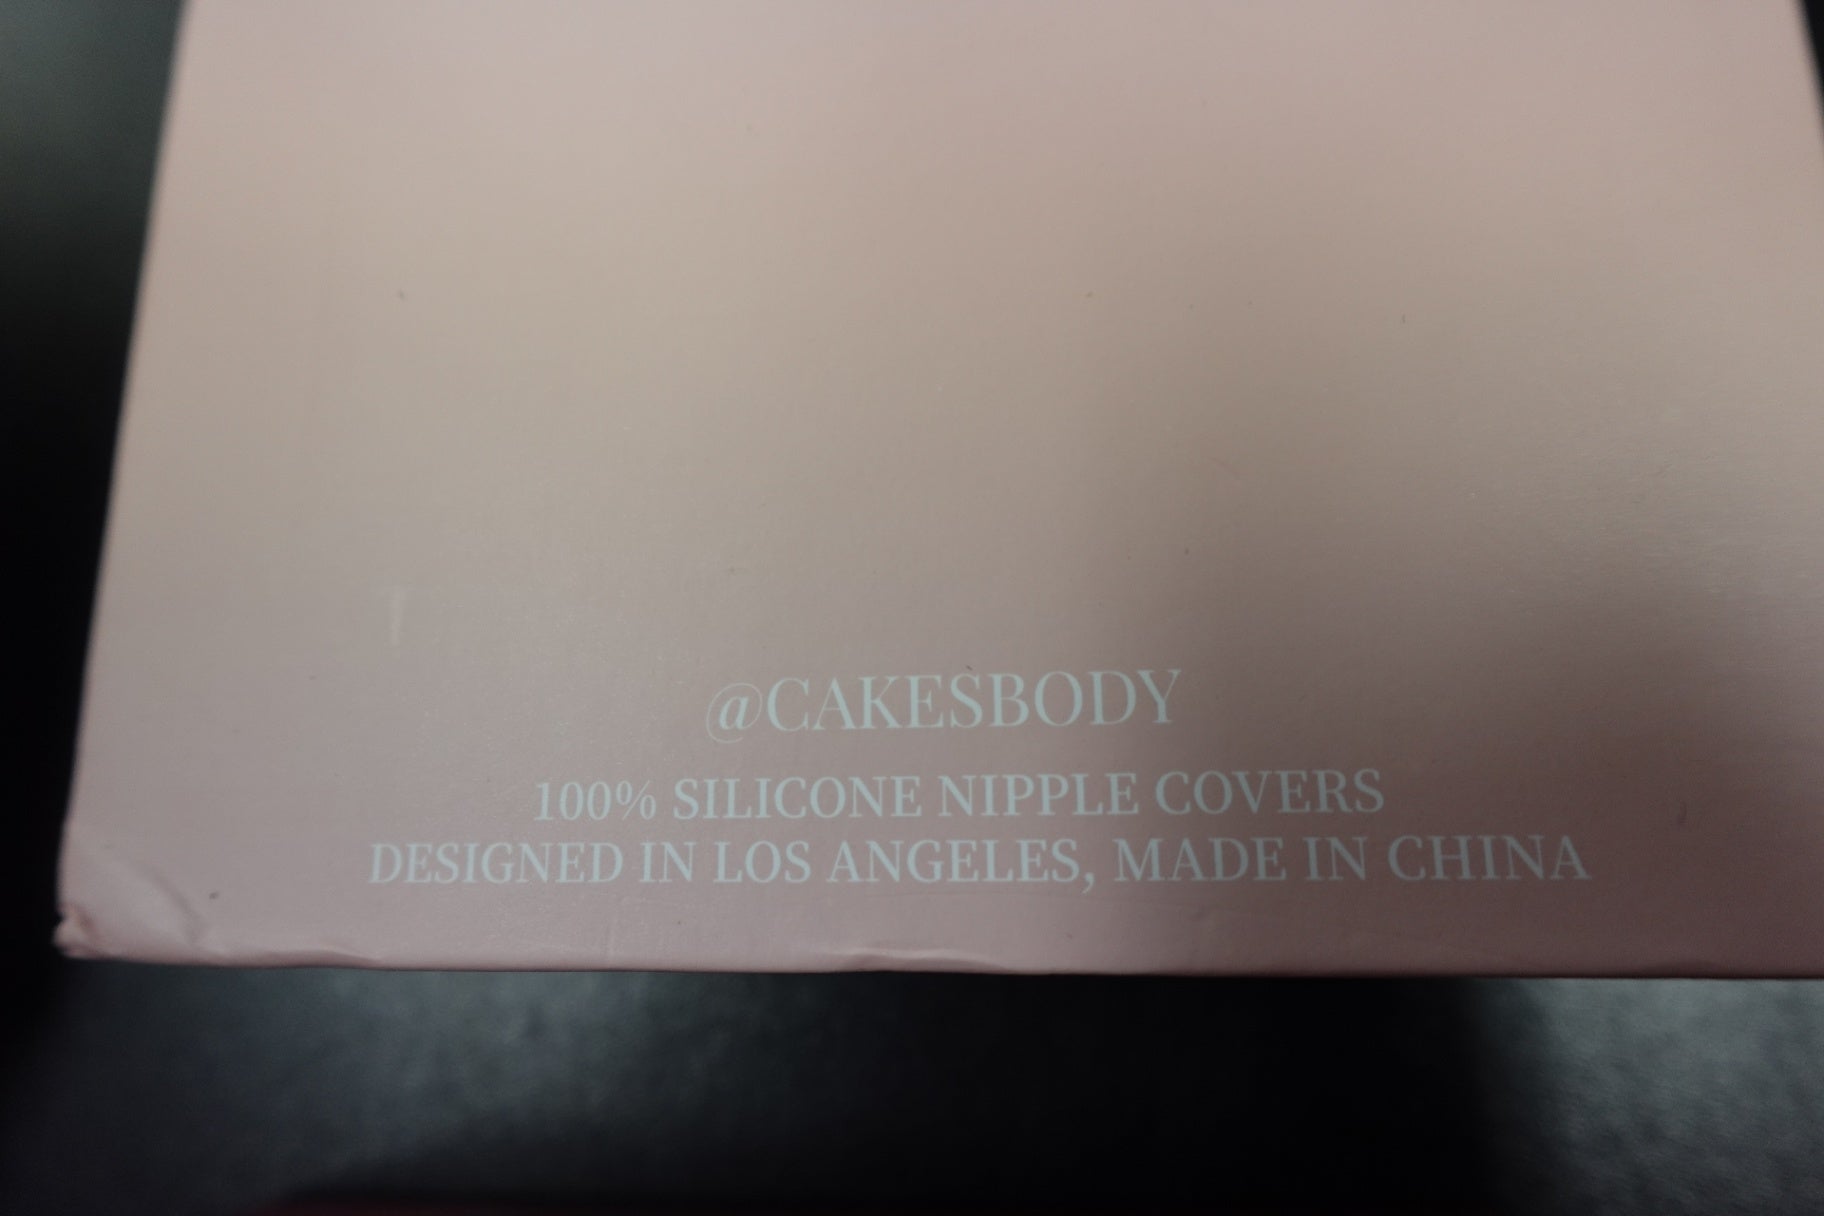 @CAKESBODY
100% SILICONE NIPPLE COVERS
DESIGNED IN LOS ANGELES, MADE IN CHINA